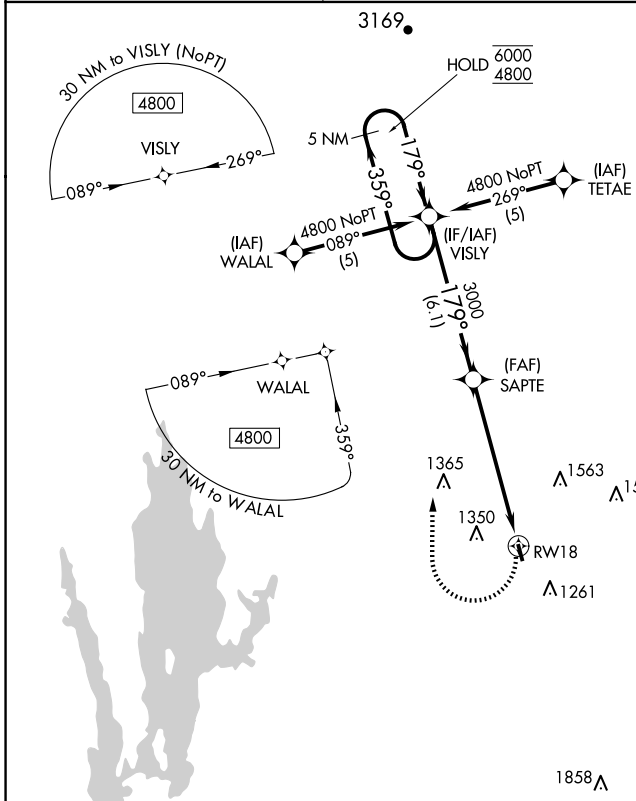 3169
HOLD 6000
4800
30 NM to VISLY (NoPT)
4800
VISLY
089°
269°
5 NM
179°
359°
4800 NoPT
269°
(5)
(IAF)
TETAE
4800 NoPT
089°
(5)
(IAF)
WALAL
(IF/IAF)
VISLY
3000
179°
(6.1)
(FAF)
SAPTE
089°
WALAL
359°
4800
30 NM to WALAL
1365
1563
1350
RW18
1261
1858